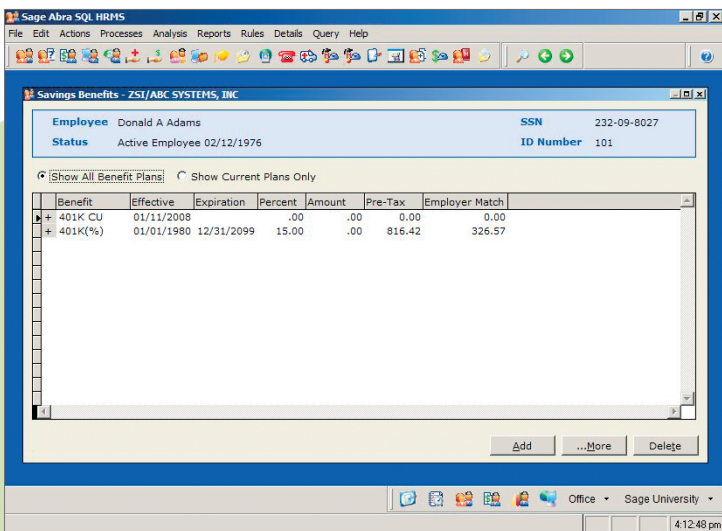 Sage Abra SQL HRMS
File Edit Actions Processes Analysis Reports Rules Details Query Help
Savings Benefits - ZSI/ABC SYSTEMS, INC
Employee Donald A Adams SSN 232-09-8027
Status Active Employee 02/12/1976 ID Number 101
Show All Benefit Plans Show Current Plans Only
Benefit Effective Expiration Percent Amount Pre-Tax Employer Match
+ 401K CU 01/11/2008 .00 .00 0.00 0.00
+ 401K(%) 01/01/1980 12/31/2099 15.00 .00 816.42 326.57
Add ...More Delete
Office Sage University
4:12:48 pm